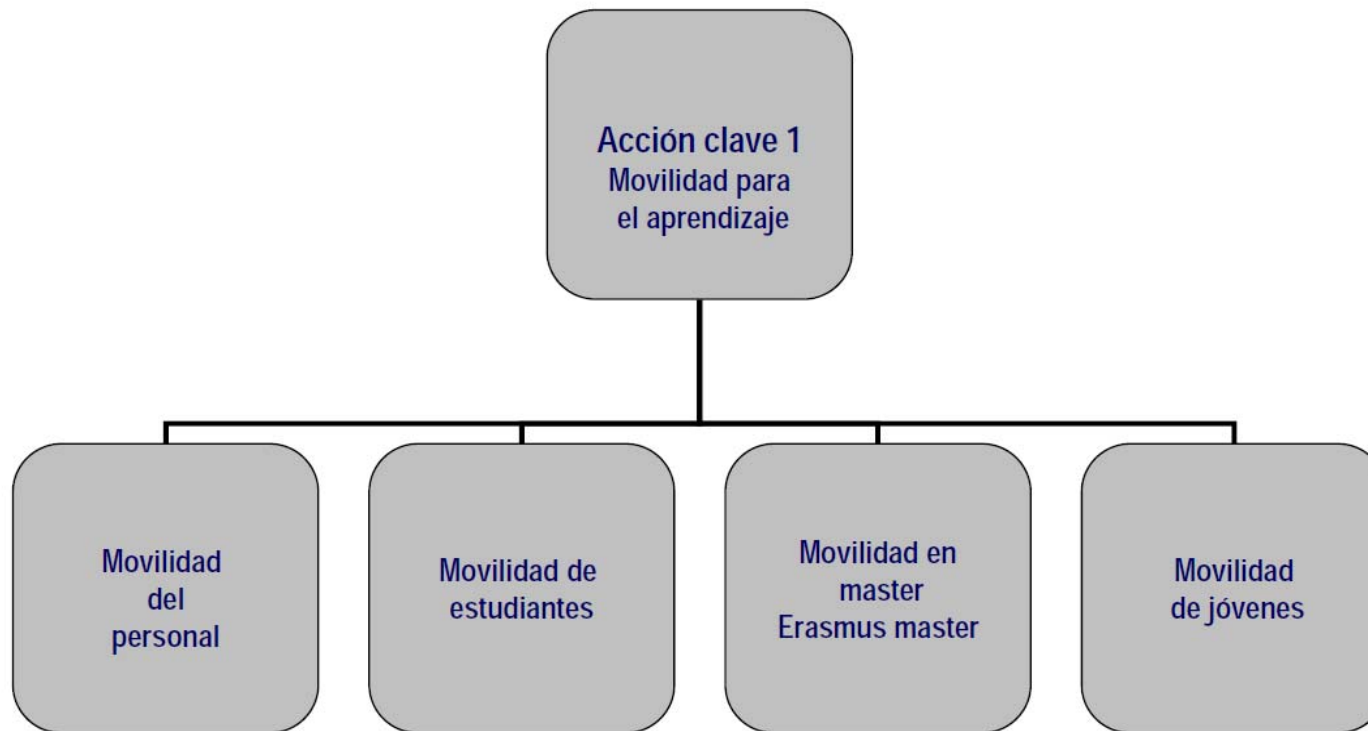 Acción clave 1
Movilidad para
el aprendizaje
Movilidad
del
personal
Movilidad de
estudiantes
Movilidad en
master
Erasmus master
Movilidad
de jóvenes